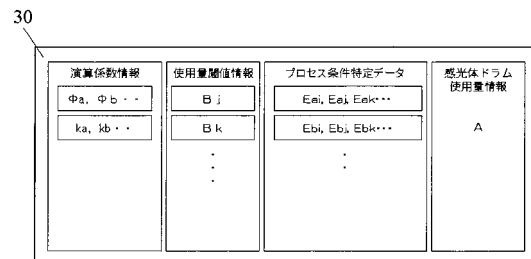 30
演算係数情報
Φa, Φb・・
ka, kb・・
使用量閾値情報
Bj
Bk
・
・
・
プロセス条件特定データ
Eai, Eaj, Eak・・・
Ebi, Ebj, Ebk・・・
・
・
感光体ドラム
使用量情報
A